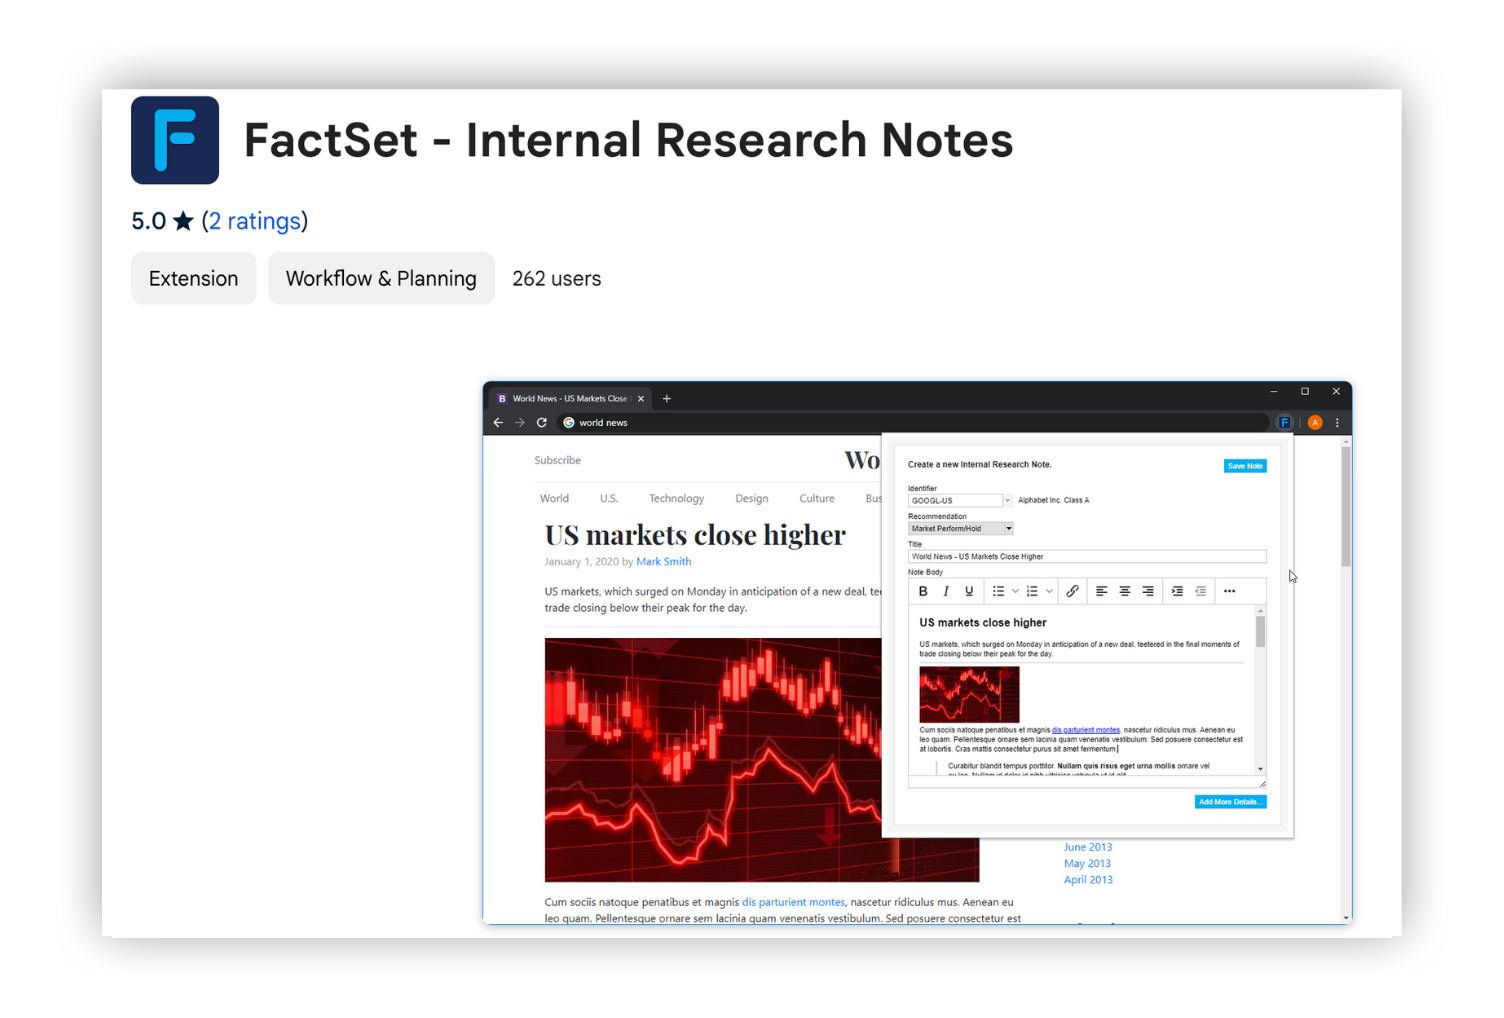 F FactSet - Internal Research Notes
5.0 ★ (2 ratings)
Extension Workflow & Planning 262 users
B World News - US Markets Close
world news F A
Subscribe
Wo
World U.S. Technology Design Culture Bus
US markets close higher
January 1, 2020 by Mark Smith
US markets, which surged on Monday in anticipation of a new deal, tee
trade closing below their peak for the day.
Cum sociis natoque penatibus et magnis dis parturient montes, nascetur ridiculus mus. Aenean eu
leo quam. Pellentesque ornare sem lacinia quam venenatis vestibulum. Sed posuere consectetur est
Create a new Internal Research Note.
Save Note
Identifier
GOOGL-US Alphabet Inc. Class A
Recommendation
Market Perform/Hold
Title
World News - US Markets Close Higher
Note Body
B I U
US markets close higher
US markets, which surged on Monday in anticipation of a new deal, teetered in the final moments of
trade closing below their peak for the day.
Cum sociis natoque penatibus et magnis dis parturient montes, nascetur ridiculus mus. Aenean eu
leo quam. Pellentesque ornare sem lacinia quam venenatis vestibulum. Sed posuere consectetur est
at lobortis. Cras mattis consectetur purus sit amet fermentum.
Curabitur blandit tempus porttitor. Nullam quis risus eget urna mollis ornare vel
Add More Details...
June 2013
May 2013
April 2013